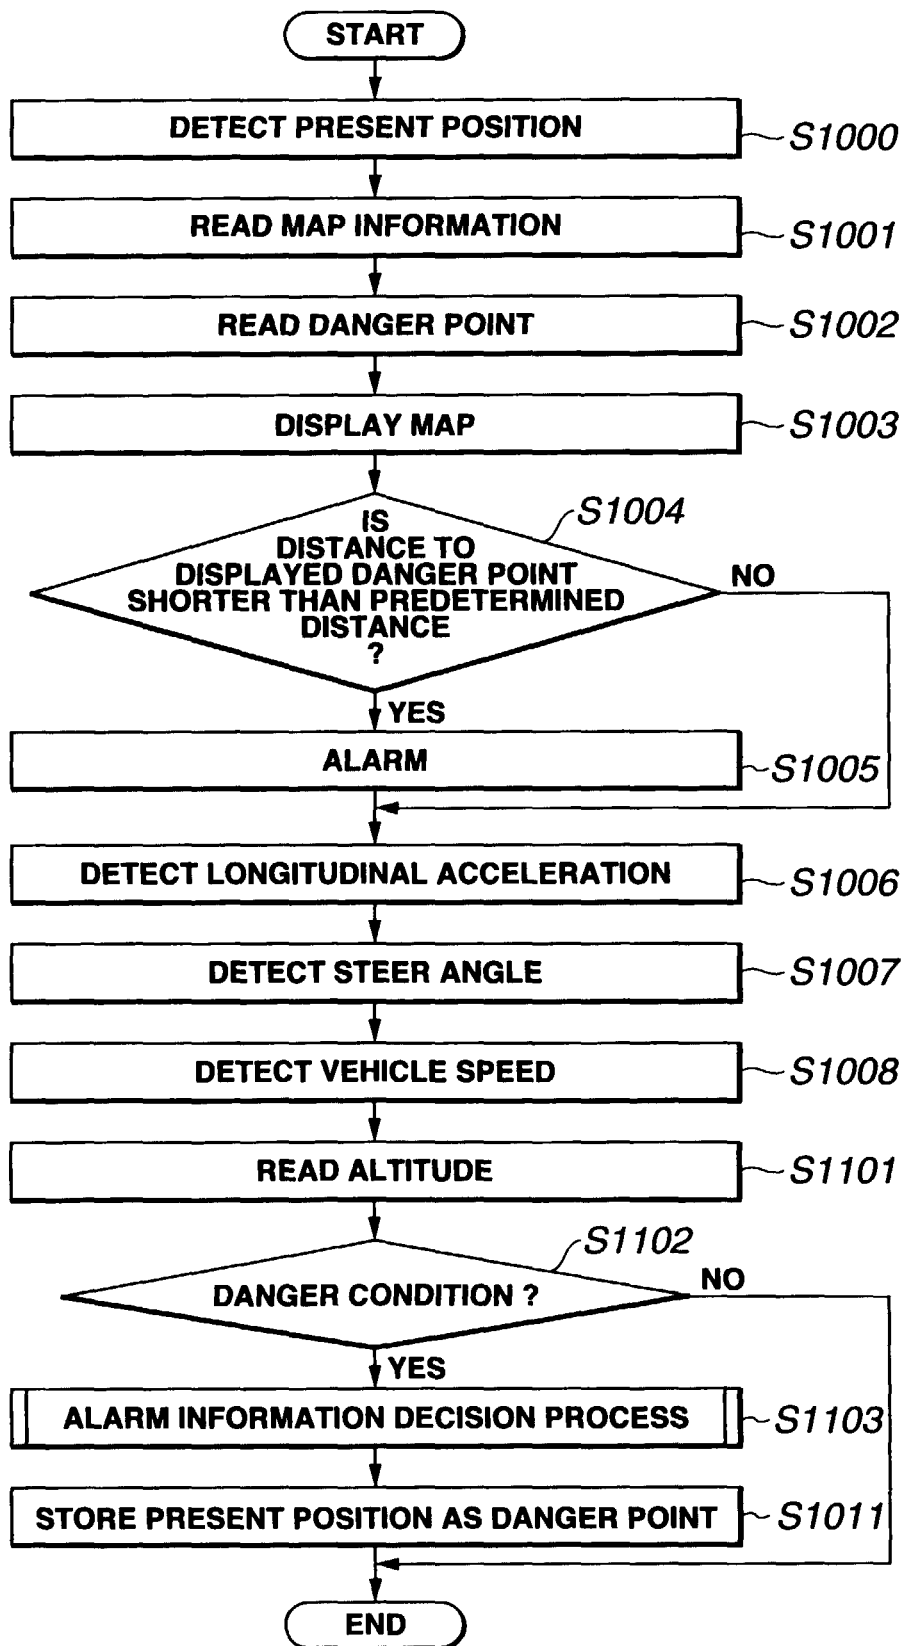 START
DETECT PRESENT POSITION
S1000
READ MAP INFORMATION
S1001
READ DANGER POINT
S1002
DISPLAY MAP
S1003
S1004
IS
DISTANCE TO
DISPLAYED DANGER POINT
SHORTER THAN PREDETERMINED
DISTANCE
?
NO
YES
ALARM
S1005
DETECT LONGITUDINAL ACCELERATION
S1006
DETECT STEER ANGLE
S1007
DETECT VEHICLE SPEED
S1008
READ ALTITUDE
S1101
S1102
DANGER CONDITION ?
NO
YES
ALARM INFORMATION DECISION PROCESS
S1103
STORE PRESENT POSITION AS DANGER POINT
S1011
END